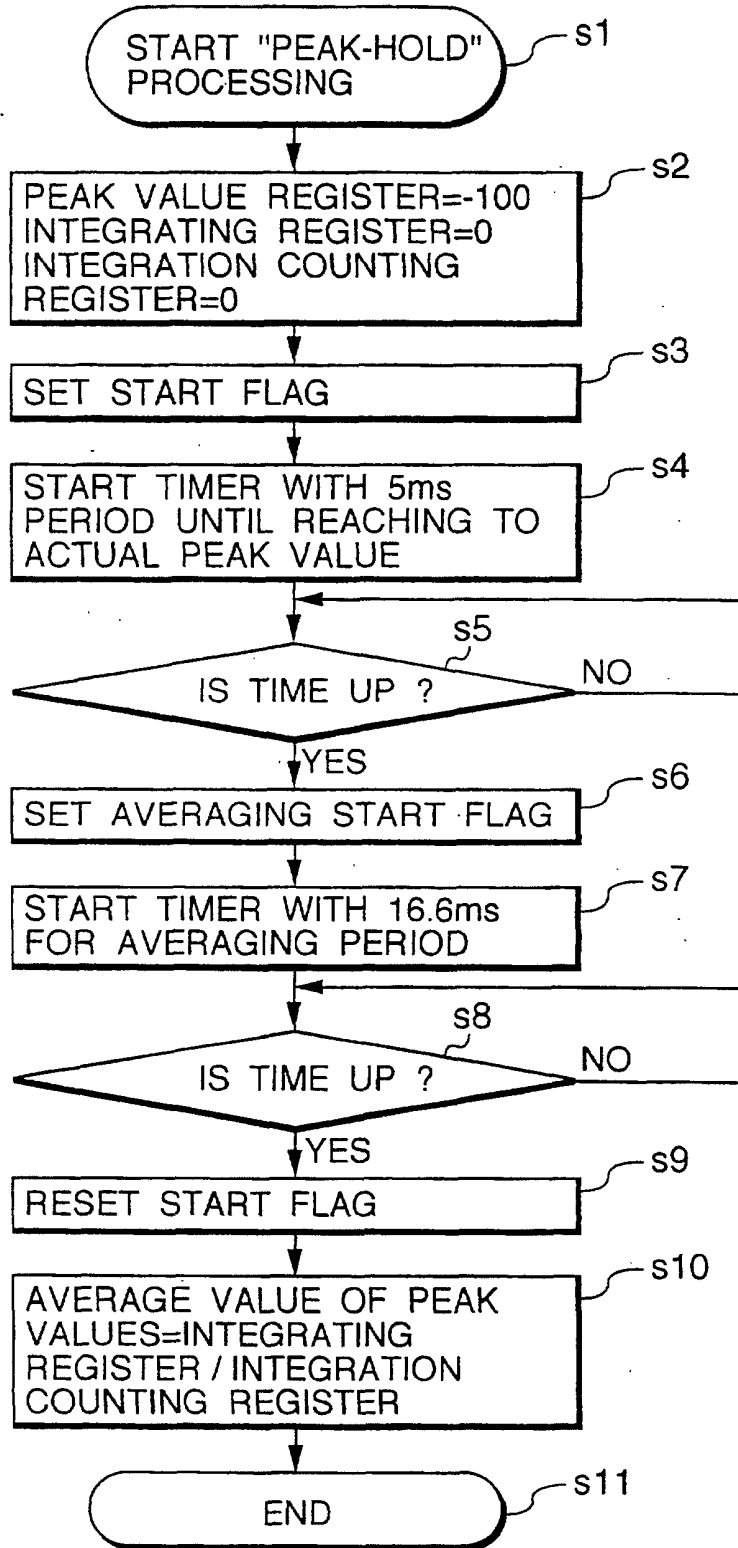 START "PEAK-HOLD"
PROCESSING
s1
PEAK VALUE REGISTER=-100
INTEGRATING REGISTER=0
INTEGRATION COUNTING
REGISTER=0
s2
SET START FLAG
s3
START TIMER WITH 5ms
PERIOD UNTIL REACHING TO
ACTUAL PEAK VALUE
s4
s5
IS TIME UP ?
NO
YES
SET AVERAGING START FLAG
s6
START TIMER WITH 16.6ms
FOR AVERAGING PERIOD
s7
s8
IS TIME UP ?
NO
YES
RESET START FLAG
s9
AVERAGE VALUE OF PEAK
VALUES=INTEGRATING
REGISTER / INTEGRATION
COUNTING REGISTER
s10
END
s11